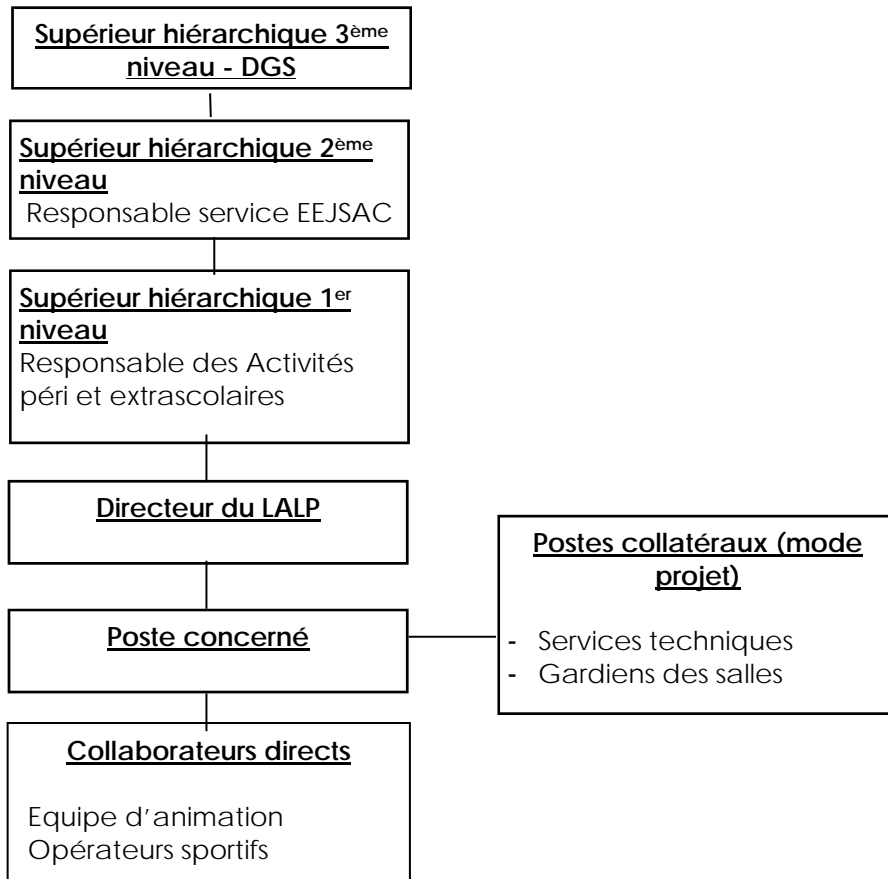 Supérieur hiérarchique 3ème
niveau - DGS
Supérieur hiérarchique 2ème
niveau
Responsable service EEJSAC
Supérieur hiérarchique 1er
niveau
Responsable des Activités
péri et extrascolaires
Directeur du LALP
Poste concerné
Postes collatéraux (mode
projet)
- Services techniques
- Gardiens des salles
Collaborateurs directs
Equipe d'animation
Opérateurs sportifs